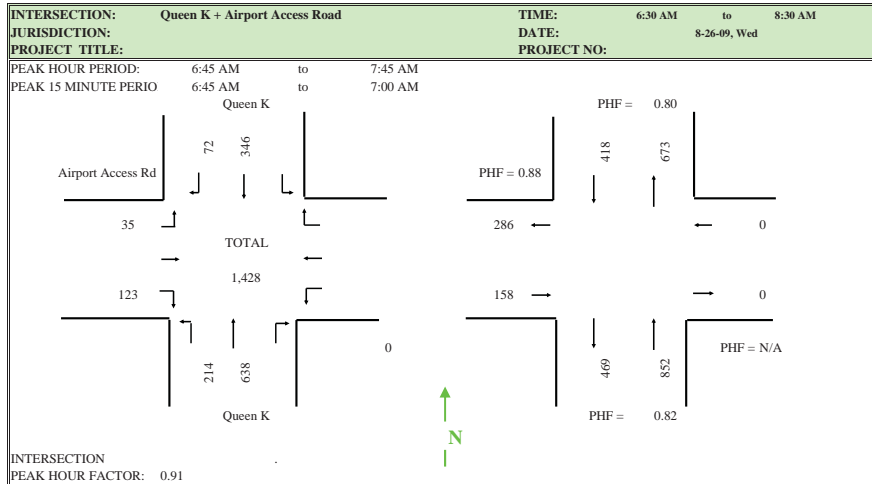 INTERSECTION: Queen K + Airport Access Road TIME: 6:30 AM to 8:30 AM
JURISDICTION: DATE: 8-26-09, Wed
PROJECT TITLE: PROJECT NO:
PEAK HOUR PERIOD: 6:45 AM to 7:45 AM
PEAK 15 MINUTE PERIO 6:45 AM to 7:00 AM
Queen K PHF = 0.80
72 346 418 673
Airport Access Rd PHF = 0.88
35 286 0
TOTAL
1,428
123 158 0
0 PHF = N/A
214 638 469 852
Queen K PHF = 0.82
N
INTERSECTION .
PEAK HOUR FACTOR: 0.91